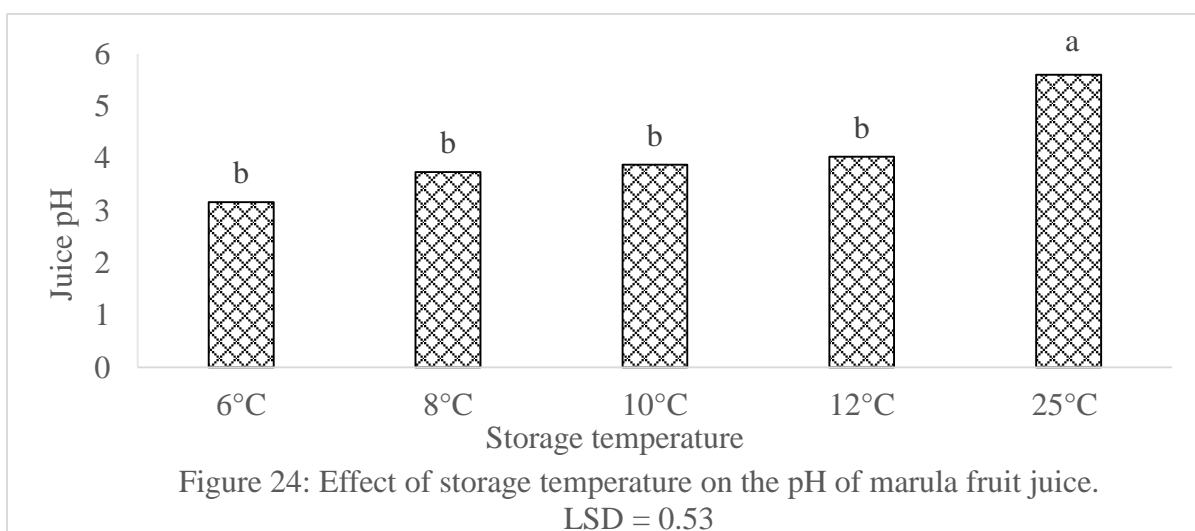 6
5
4
3
2
1
0
Juice pH
b
b
b
b
a
6°C
8°C
10°C
12°C
25°C
Storage temperature
Figure 24: Effect of storage temperature on the pH of marula fruit juice.
LSD = 0.53